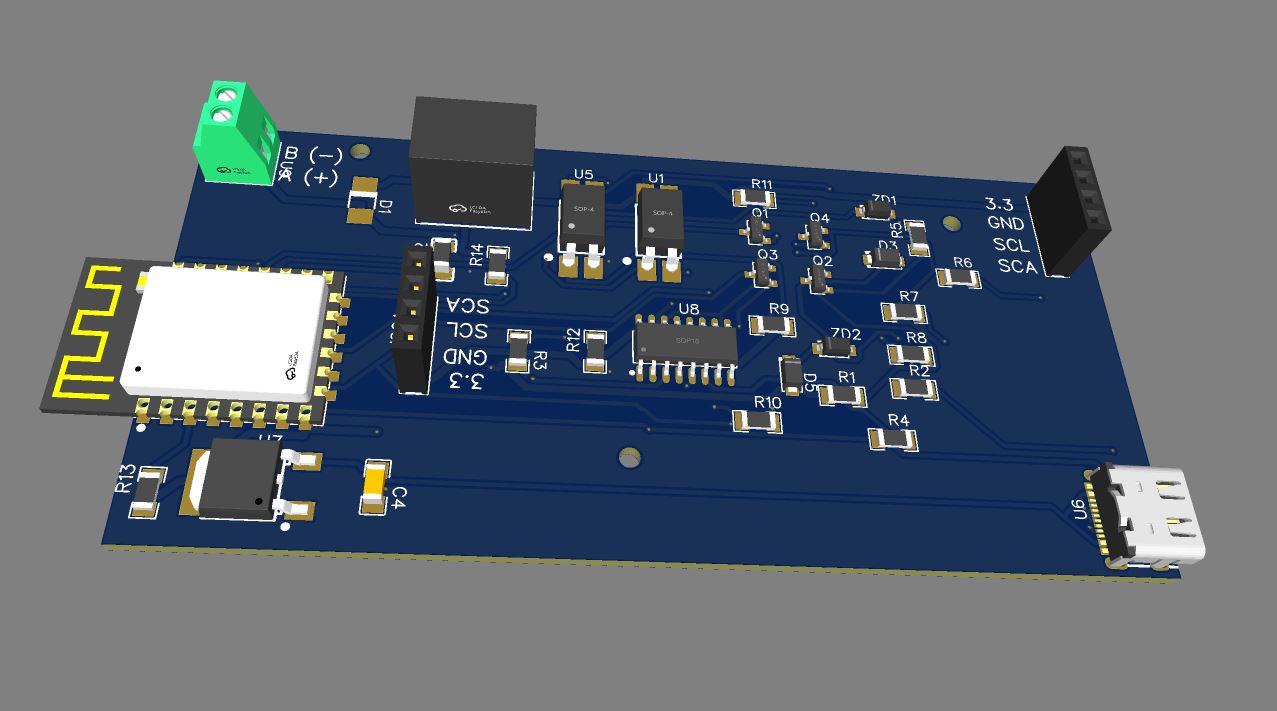 B (-)
A (+)
D1
U5
U1
SOP-4
SOP-4
R11
Q1
Q4
ZD1
R5
D3
3.3
GND
SCL
SCA
R14
Q3
Q2
R6
SCA
SCL
GND
3.3
U8
SOP16
R9
R7
R3
R12
ZD2
R8
D5
R1
R2
R10
R4
R13
C4
U6